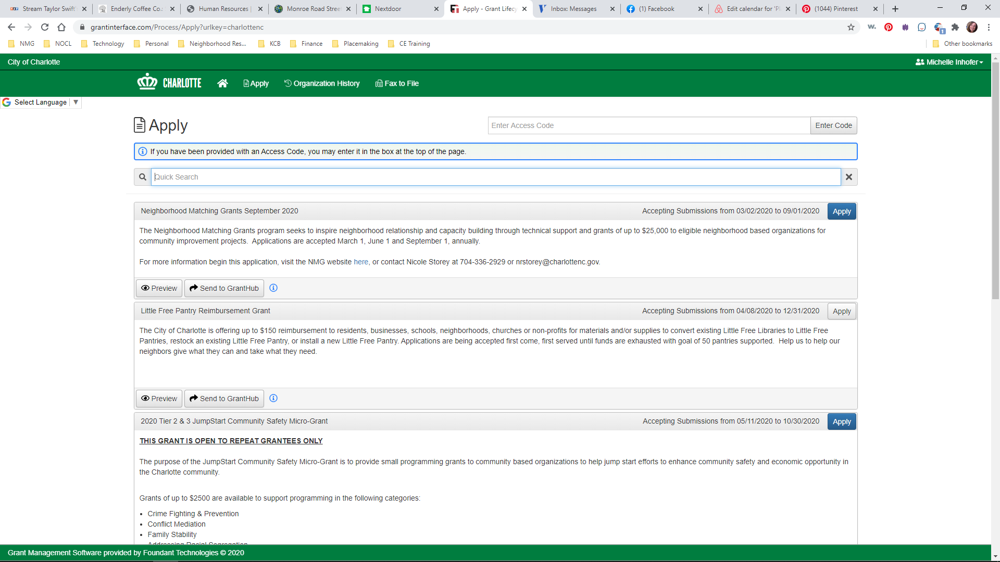 Stream Taylor Swift'
Enderly Coffee Co.:
Human Resources |
Monroe Road Stree
Nextdoor
Apply - Grant Lifecy
Inbox: Messages
(1) Facebook
Edit calendar for 'Pl
(1044) Pinterest
grantinterface.com/Process/Apply?urlkey=charlottenc
w.
1
NMG
NOCL
Technology
Personal
Neighborhood Res...
KCB
Finance
Placemaking
CE Training
Other bookmarks
City of Charlotte
Michelle Inhofer
CHARLOTTE
Apply
Organization History
Fax to File
Select Language
Apply
Enter Access Code
Enter Code
If you have been provided with an Access Code, you may enter it in the box at the top of the page.
Quick Search
Neighborhood Matching Grants September 2020
Accepting Submissions from 03/02/2020 to 09/01/2020
Apply
The Neighborhood Matching Grants program seeks to inspire neighborhood relationship and capacity building through technical support and grants of up to $25,000 to eligible neighborhood based organizations for
community improvement projects.  Applications are accepted March 1, June 1 and September 1, annually.
For more information begin this application, visit the NMG website here, or contact Nicole Storey at 704-336-2929 or nrstorey@charlottenc.gov.
Preview
Send to GrantHub
Little Free Pantry Reimbursement Grant
Accepting Submissions from 04/08/2020 to 12/31/2020
Apply
The City of Charlotte is offering up to $150 reimbursement to residents, businesses, schools, neighborhoods, churches or non-profits for materials and/or supplies to convert existing Little Free Libraries to Little Free
Pantries, restock an existing Little Free Pantry, or install a new Little Free Pantry. Applications are being accepted first come, first served until funds are exhausted with goal of 50 pantries supported.  Help us to help our
neighbors give what they can and take what they need.
Preview
Send to GrantHub
2020 Tier 2 & 3 JumpStart Community Safety Micro-Grant
Accepting Submissions from 05/11/2020 to 10/30/2020
Apply
THIS GRANT IS OPEN TO REPEAT GRANTEES ONLY
The purpose of the JumpStart Community Safety Micro-Grant is to provide small programming grants to community based organizations to help jump start efforts to enhance community safety and economic opportunity in
the Charlotte community.
Grants of up to $2500 are available to support programming in the following categories:
• Crime Fighting & Prevention
• Conflict Mediation
• Family Stability
Addressing Racial Segregation
Grant Management Software provided by Foundant Technologies © 2020